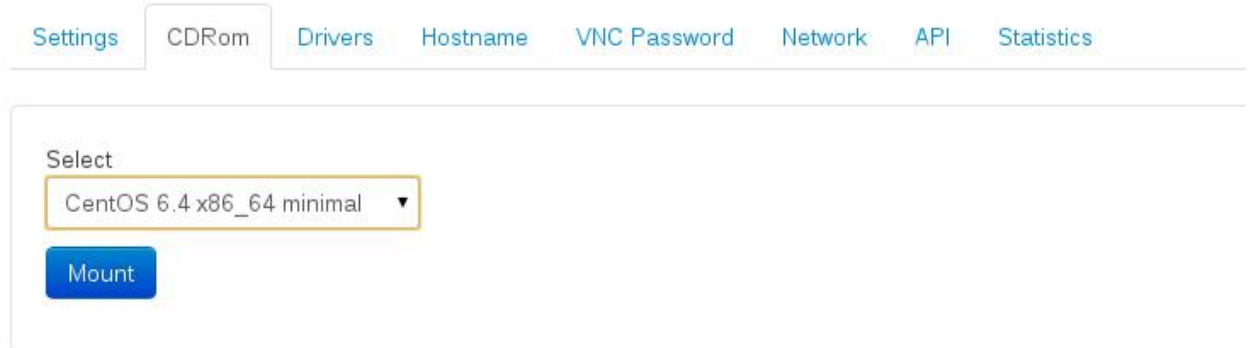 Settings CDRom Drivers Hostname VNC Password Network API Statistics
Select
CentOS 6.4 x86_64 minimal
Mount